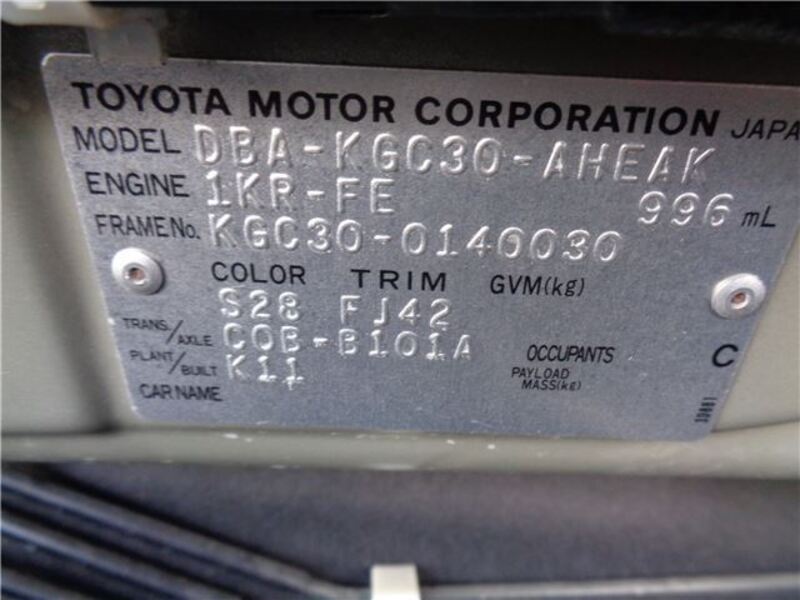 TOYOTA MOTOR CORPORATION JAPA
MODEL DBA-KGC30-AHEAK
ENGINE 1KR-FE 996 mL
FRAME No. KGC30-0140030
COLOR TRIM GVM(kg)
S28 FJ42
TRANS./AXLE C0B-B101A
OCCUPANTS C
PLANT/BUILT K11
PAYLOAD
MASS(kg)
CAR NAME